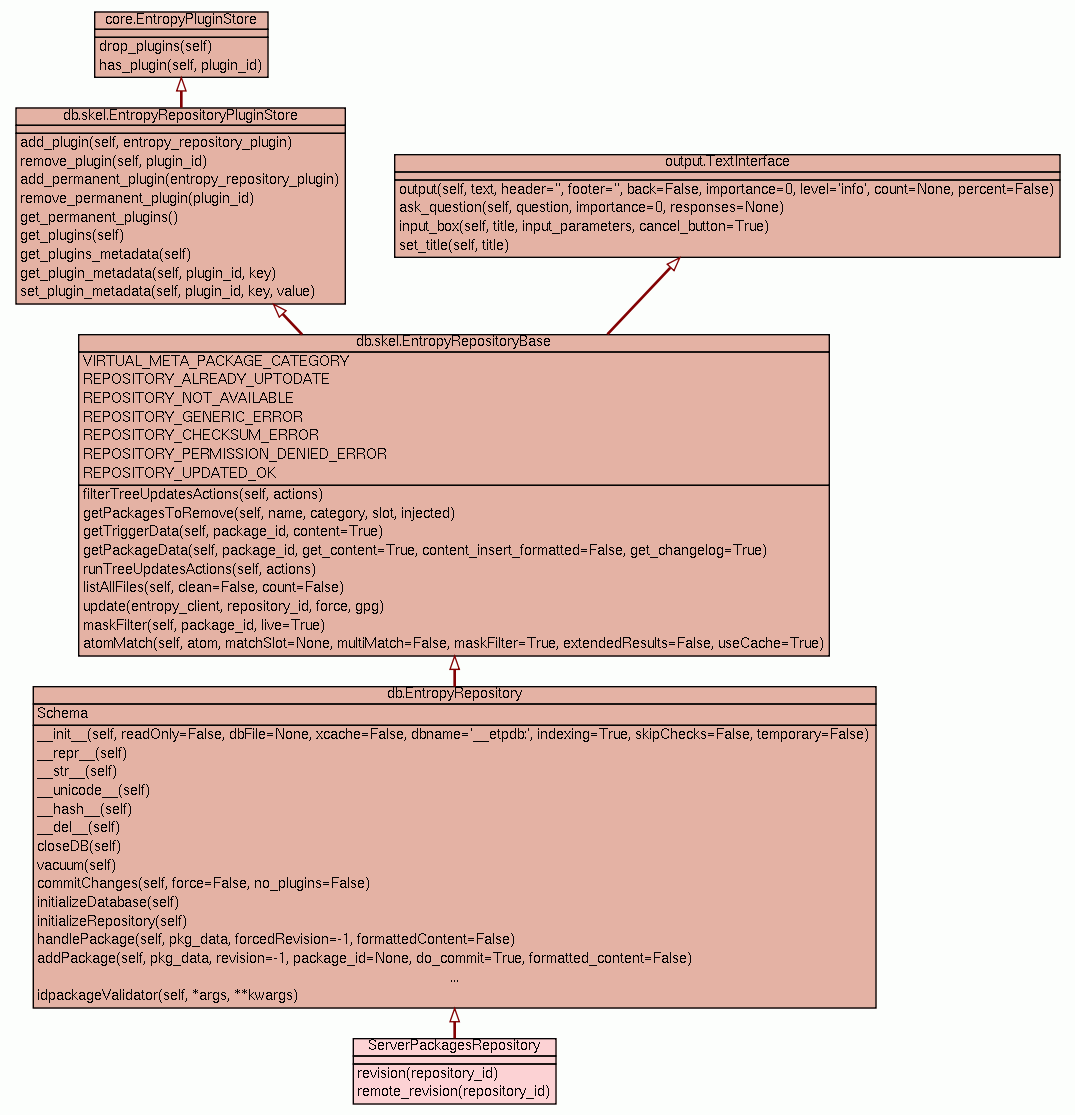 core.EntropyPluginStore
drop_plugins(self)
has_plugin(self, plugin_id)
db.skel.EntropyRepositoryPluginStore
add_plugin(self, entropy_repository_plugin)
remove_plugin(self, plugin_id)
add_permanent_plugin(entropy_repository_plugin)
remove_permanent_plugin(plugin_id)
get_permanent_plugins()
get_plugins(self)
get_plugins_metadata(self)
get_plugin_metadata(self, plugin_id, key)
set_plugin_metadata(self, plugin_id, key, value)
output.TextInterface
output(self, text, header='', footer='', back=False, importance=0, level='info', count=None, percent=False)
ask_question(self, question, importance=0, responses=None)
input_box(self, title, input_parameters, cancel_button=True)
set_title(self, title)
db.skel.EntropyRepositoryBase
VIRTUAL_META_PACKAGE_CATEGORY
REPOSITORY_ALREADY_UPTODATE
REPOSITORY_NOT_AVAILABLE
REPOSITORY_GENERIC_ERROR
REPOSITORY_CHECKSUM_ERROR
REPOSITORY_PERMISSION_DENIED_ERROR
REPOSITORY_UPDATED_OK
filterTreeUpdatesActions(self, actions)
getPackagesToRemove(self, name, category, slot, injected)
getTriggerData(self, package_id, content=True)
getPackageData(self, package_id, get_content=True, content_insert_formatted=False, get_changelog=True)
runTreeUpdatesActions(self, actions)
listAllFiles(self, clean=False, count=False)
update(entropy_client, repository_id, force, gpg)
maskFilter(self, package_id, live=True)
atomMatch(self, atom, matchSlot=None, multiMatch=False, maskFilter=True, extendedResults=False, useCache=True)
db.EntropyRepository
Schema
__init__(self, readOnly=False, dbFile=None, xcache=False, dbname='__etpdb:', indexing=True, skipChecks=False, temporary=False)
__repr__(self)
__str__(self)
__unicode__(self)
__hash__(self)
__del__(self)
closeDB(self)
vacuum(self)
commitChanges(self, force=False, no_plugins=False)
initializeDatabase(self)
initializeRepository(self)
handlePackage(self, pkg_data, forcedRevision=-1, formattedContent=False)
addPackage(self, pkg_data, revision=-1, package_id=None, do_commit=True, formatted_content=False)
...
idpackageValidator(self, *args, **kwargs)
ServerPackagesRepository
revision(repository_id)
remote_revision(repository_id)